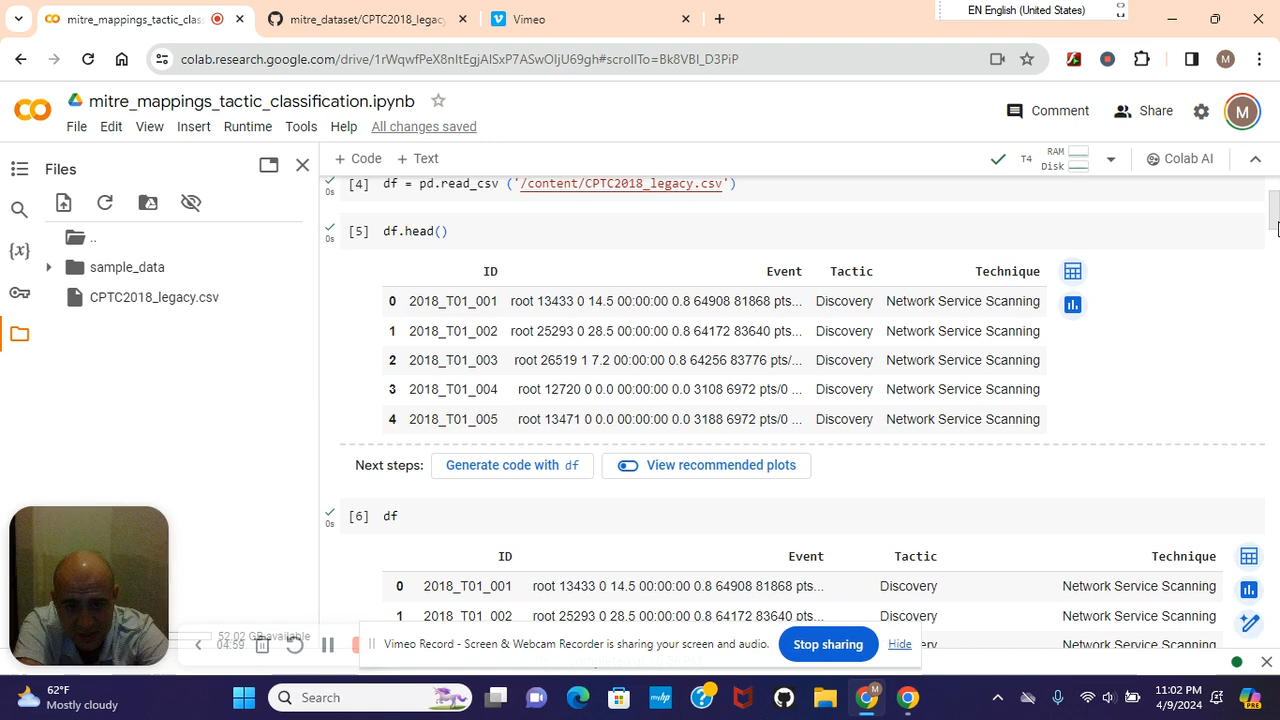 mitre_mappings_tactic_class
mitre_dataset/CPTC2018_legacy
Vimeo
EN English (United States)
colab.research.google.com/drive/1rWqwfPeX8nItEgjAlSxP7ASwOljU69gh#scrollTo=Bk8VBI_D3PiP
M
mitre_mappings_tactic_classification.ipynb
Comment
Share
M
File Edit View Insert Runtime Tools Help All changes saved
Files
+ Code + Text
T4
RAM
Disk
Colab AI
[4] df = pd.read_csv ('/content/CPTC2018_legacy.csv')
0s
[5] df.head()
0s
..
sample_data
CPTC2018_legacy.csv
{x}
ID Event Tactic Technique
0 2018_T01_001 root 13433 0 14.5 00:00:00 0.8 64908 81868 pts... Discovery Network Service Scanning
1 2018_T01_002 root 25293 0 28.5 00:00:00 0.8 64172 83640 pts... Discovery Network Service Scanning
2 2018_T01_003 root 26519 1 7.2 00:00:00 0.8 64256 83776 pts/... Discovery Network Service Scanning
3 2018_T01_004 root 12720 0 0.0 00:00:00 0.0 3108 6972 pts/0 ... Discovery Network Service Scanning
4 2018_T01_005 root 13471 0 0.0 00:00:00 0.0 3188 6972 pts/0 ... Discovery Network Service Scanning
Next steps: Generate code with df View recommended plots
[6] df
0s
ID Event Tactic Technique
0 2018_T01_001 root 13433 0 14.5 00:00:00 0.8 64908 81868 pts... Discovery Network Service Scanning
1 2018_T01_002 root 25293 0 28.5 00:00:00 0.8 64172 83640 pts... Discovery Network Service Scanning
52.02 GB available
04:59
Vimeo Record - Screen & Webcam Recorder is sharing your screen and audio.
Stop sharing
Hide
62°F
Mostly cloudy
Search
11:02 PM
4/9/2024